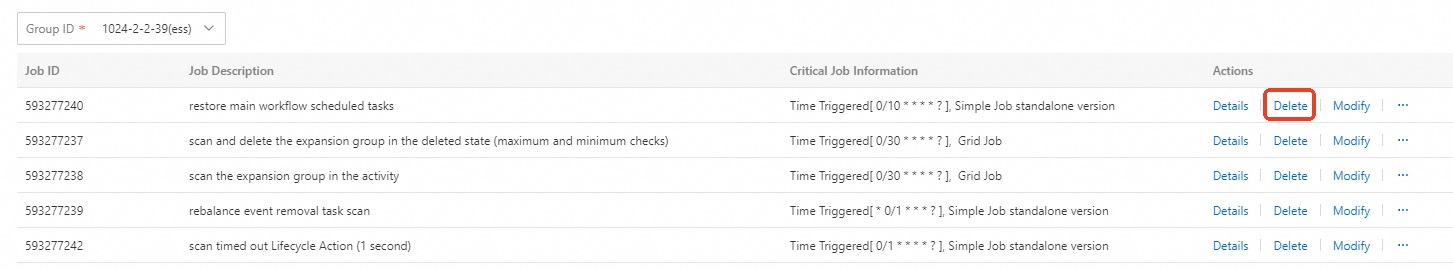 Group ID * 1024-2-2-39(ess)
Job ID Job Description Critical Job Information Actions
593277240 restore main workflow scheduled tasks Time Triggered[ 0/10 * * * * ? ], Simple Job standalone version Details Delete Modify ···
593277237 scan and delete the expansion group in the deleted state (maximum and minimum checks) Time Triggered[ 0/30 * * * * ? ], Grid Job Details Delete Modify ···
593277238 scan the expansion group in the activity Time Triggered[ 0/30 * * * * ? ], Grid Job Details Delete Modify ···
593277239 rebalance event removal task scan Time Triggered[ * 0/1 * * * ? ], Simple Job standalone version Details Delete Modify ···
593277242 scan timed out Lifecycle Action (1 second) Time Triggered[ 0/1 * * * * ? ], Simple Job standalone version Details Delete Modify ···